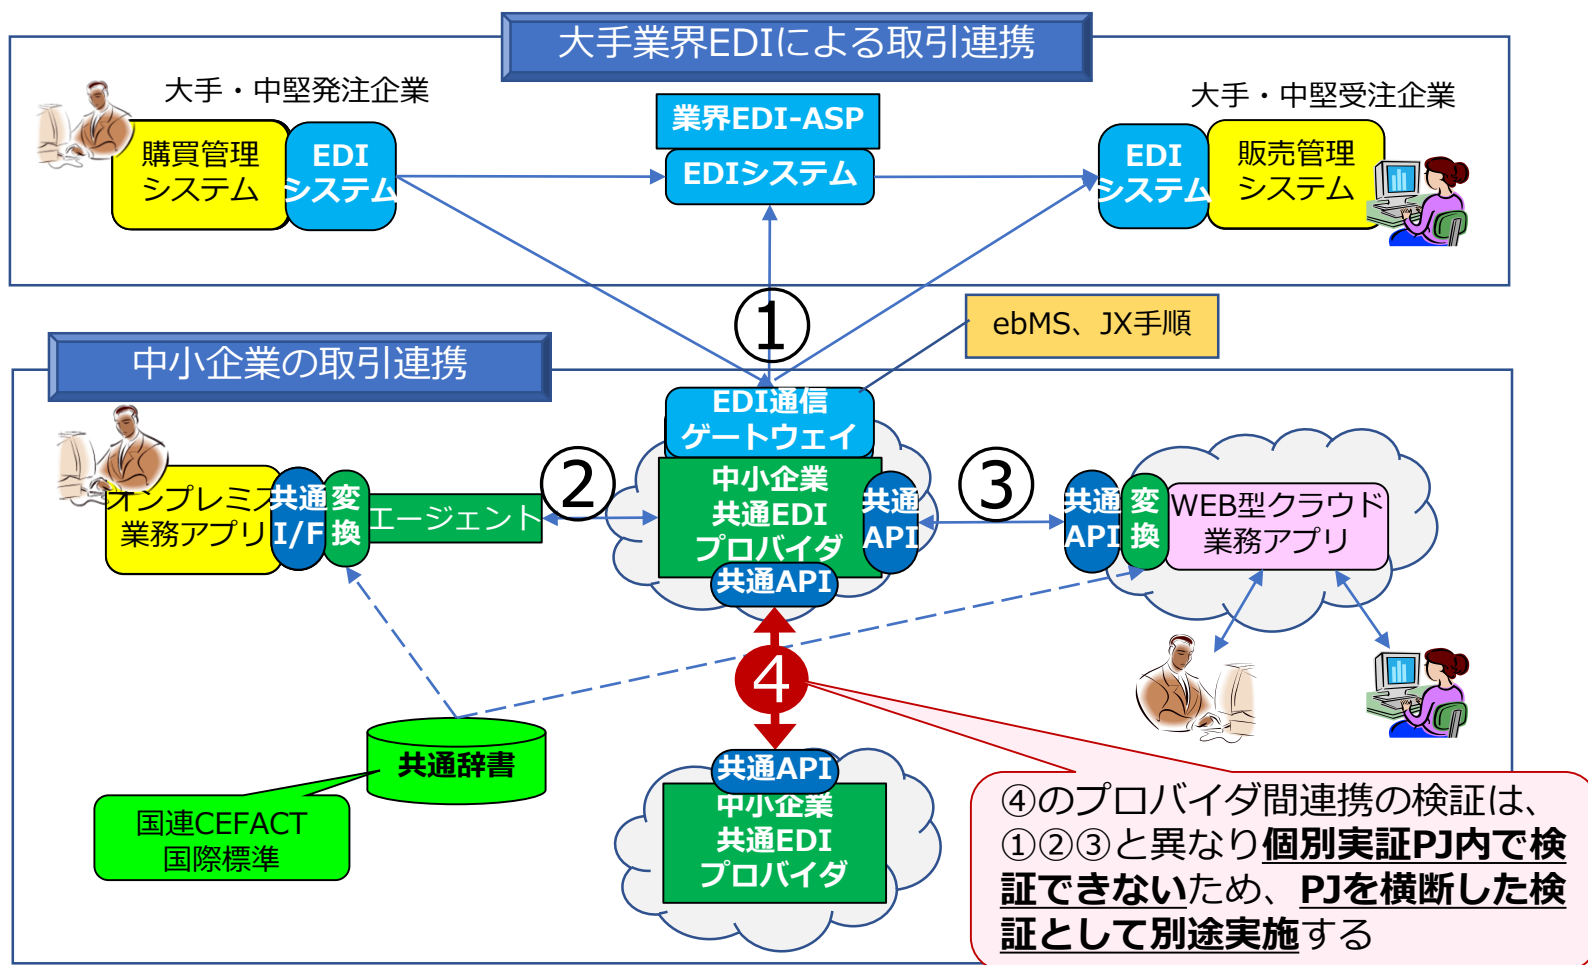 大手業界EDIによる取引連携
大手・中堅発注企業
大手・中堅受注企業
購買管理
システム
EDI
システム
業界EDI-ASP
EDIシステム
EDI
システム
販売管理
システム
①
ebMS、JX手順
中小企業の取引連携
EDI通信
ゲートウェイ
オンプレミス
業務アプリ
共通
I/F
変
換
エージェント
②
中小企業
共通EDI
プロバイダ
共通
API
共通API
③
共通
API
変
換
WEB型クラウド
業務アプリ
4
共通辞書
国連CEFACT
国際標準
共通API
中小企業
共通EDI
プロバイダ
④のプロバイダ間連携の検証は、
①②③と異なり個別実証PJ内で検
証できないため、PJを横断した検
証として別途実施する